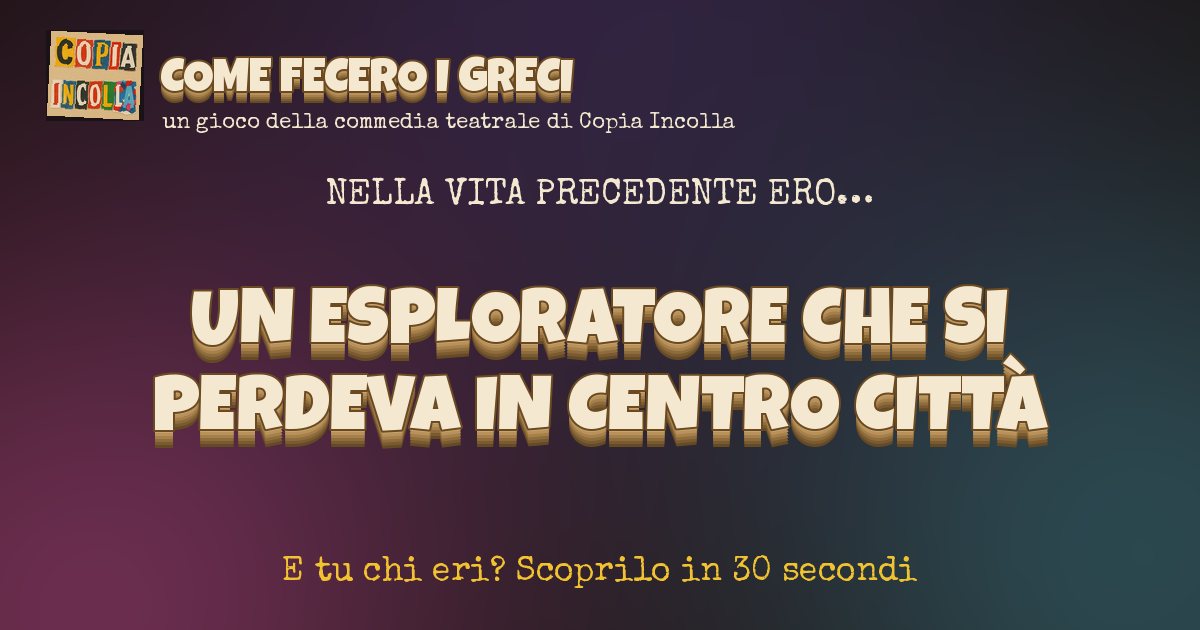 COPIA
INCOLLA
COME FECERO I GRECI
un gioco della commedia teatrale di Copia Incolla
NELLA VITA PRECEDENTE ERO...
UN ESPLORATORE CHE SI
PERDEVA IN CENTRO CITTÀ
E tu chi eri? Scoprilo in 30 secondi